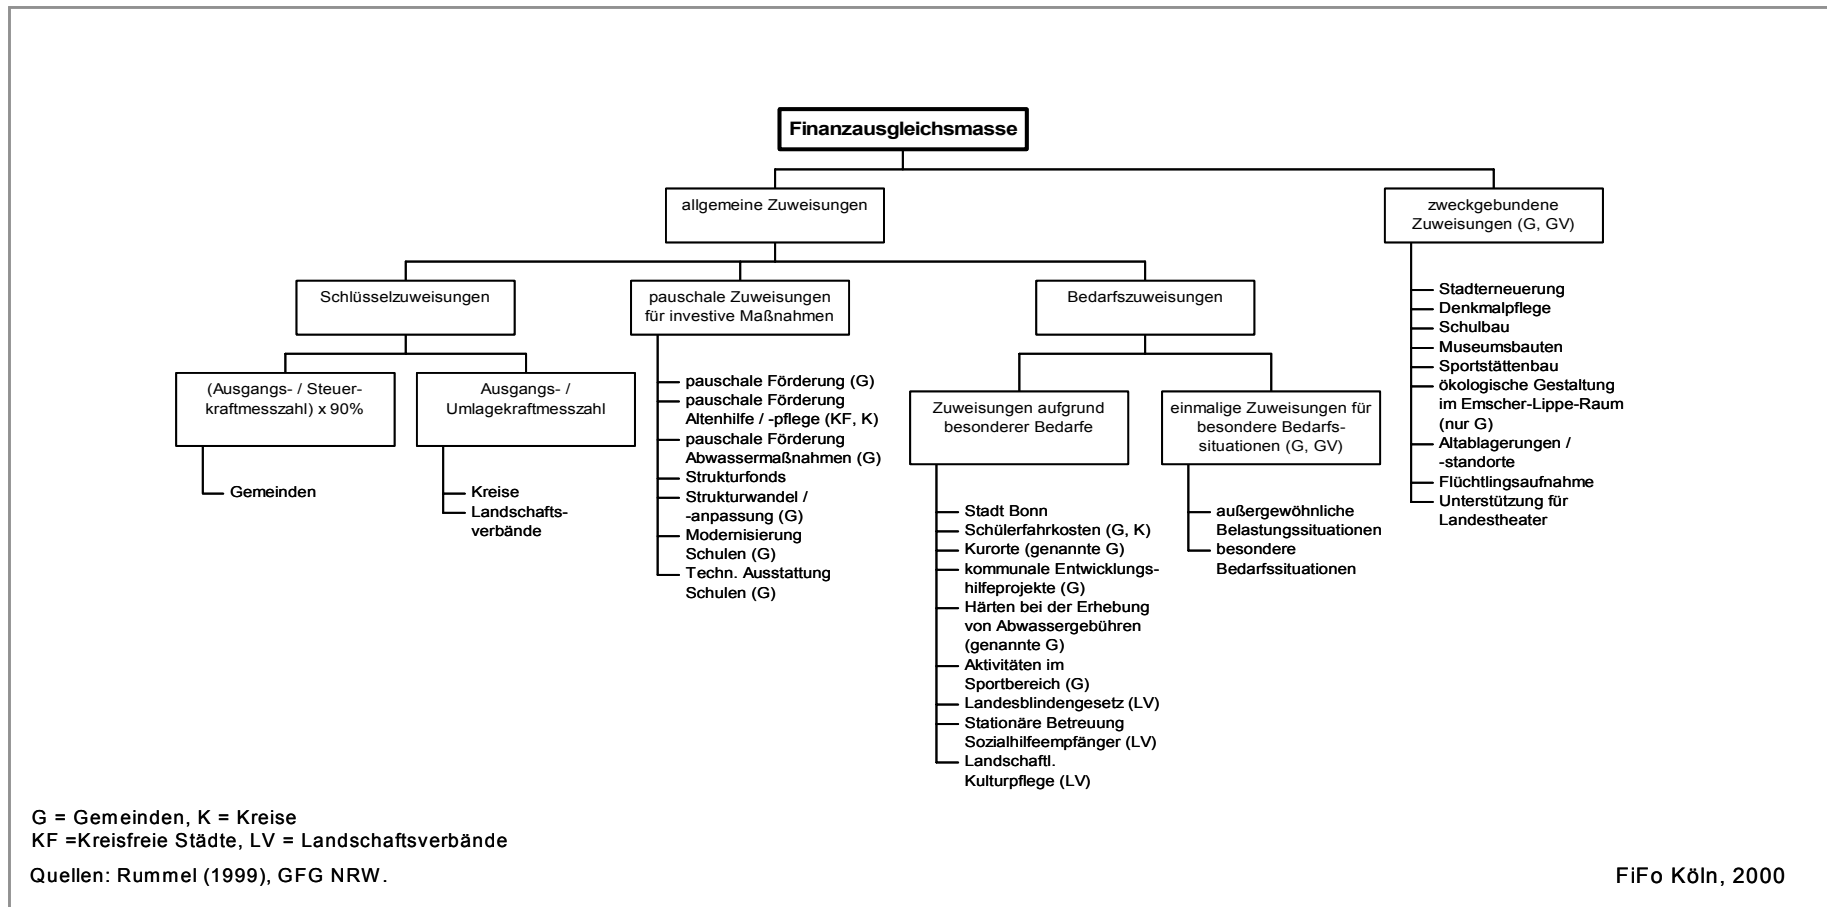 Finanzausgleichsmasse
allgemeine Zuweisungen
zweckgebundene
Zuweisungen (G, GV)
Schlüsselzuweisungen
pauschale Zuweisungen
für investive Maßnahmen
Bedarfszuweisungen
(Ausgangs- / Steuer-
kraftmesszahl) x 90%
Gemeinden
Ausgangs- /
Umlagekraftmesszahl
Kreise
Landschafts-
verbände
pauschale Förderung (G)
pauschale Förderung
Altenhilfe / -pflege (KF, K)
pauschale Förderung
Abwassermaßnahmen (G)
Strukturfonds
Strukturwandel /
-anpassung (G)
Modernisierung
Schulen (G)
Techn. Ausstattung
Schulen (G)
Zuweisungen aufgrund
besonderer Bedarfe
Stadt Bonn
Schülerfahrkosten (G, K)
Kurorte (genannte G)
kommunale Entwicklungs-
hilfeprojekte (G)
Härten bei der Erhebung
von Abwassergebühren
(genannte G)
Aktivitäten im
Sportbereich (G)
Landesblindengesetz (LV)
Stationäre Betreuung
Sozialhilfeempfänger (LV)
Landschaftl.
Kulturpflege (LV)
einmalige Zuweisungen für
besondere Bedarfs-
situationen (G, GV)
außergewöhnliche
Belastungssituationen
besondere
Bedarfssituationen
Stadterneuerung
Denkmalpflege
Schulbau
Museumsbauten
Sportstättenbau
ökologische Gestaltung
im Emscher-Lippe-Raum
(nur G)
Altablagerungen /
-standorte
Flüchtlingsaufnahme
Unterstützung für
Landestheater
G = Gemeinden, K = Kreise
KF =Kreisfreie Städte, LV = Landschaftsverbände
Quellen: Rummel (1999), GFG NRW.
FiFo Köln, 2000